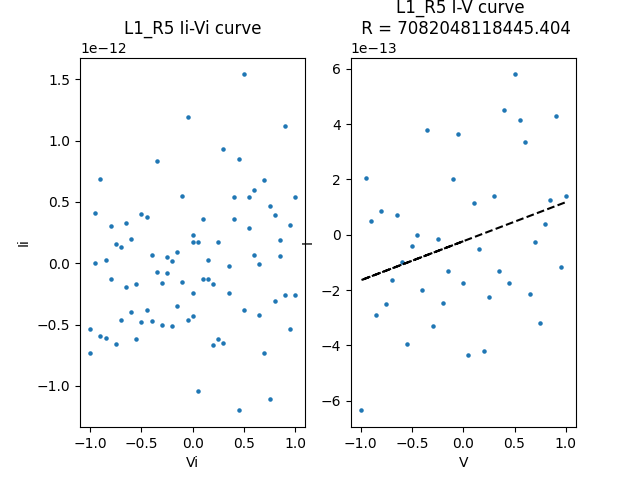 L1_R5 Ii-Vi curve
1e−12
1.5
1.0
0.5
0.0
−0.5
−1.0
Ii
−1.0 −0.5 0.0 0.5 1.0
Vi
L1_R5 I-V curve
R = 7082048118445.404
1e−13
6
4
2
0
−2
−4
−6
I
−1.0 −0.5 0.0 0.5 1.0
V